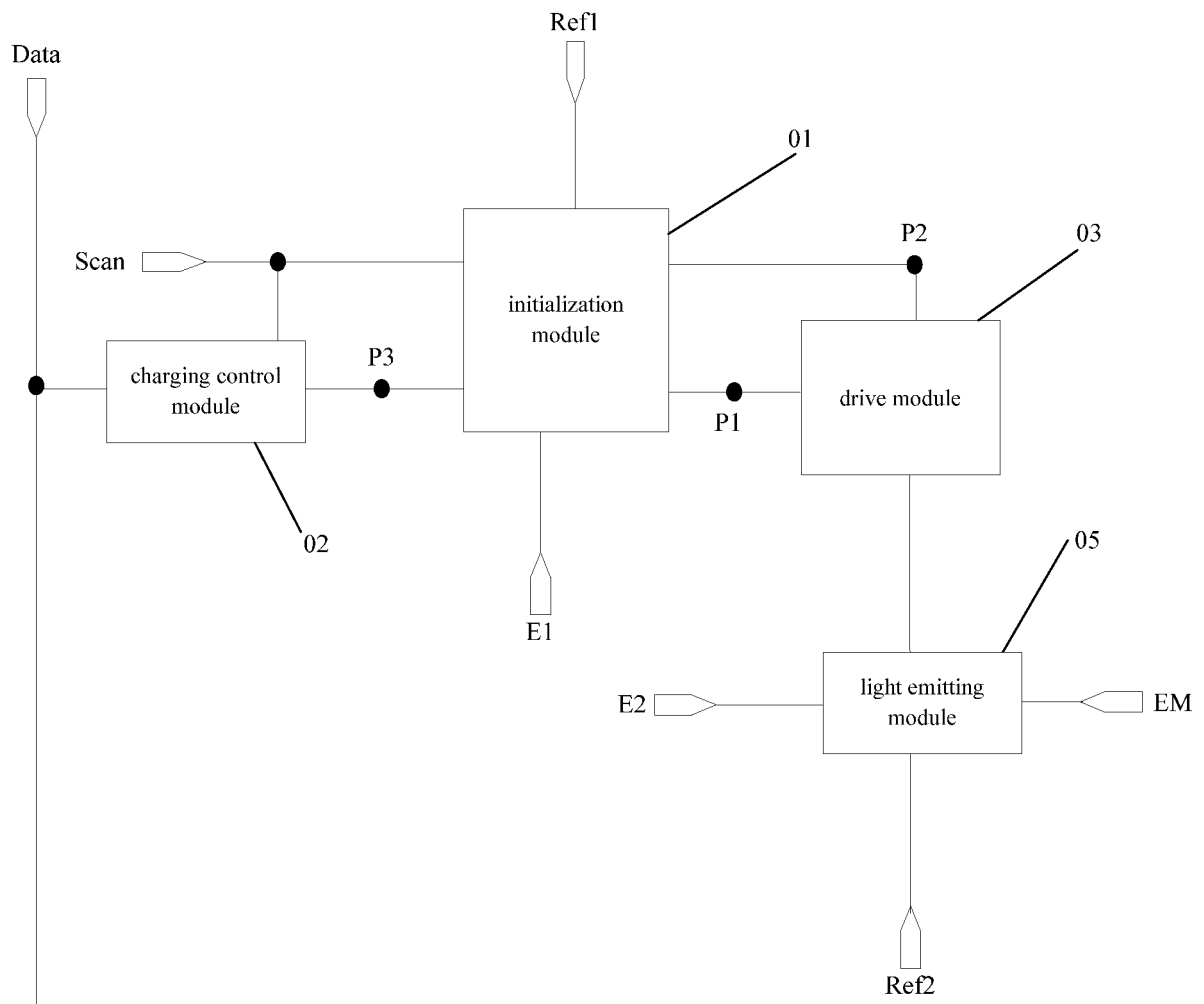 Ref1
Data
01
P2
03
Scan
initialization
module
P3
charging control
module
drive module
P1
02
05
E1
light emitting
module
E2
EM
Ref2